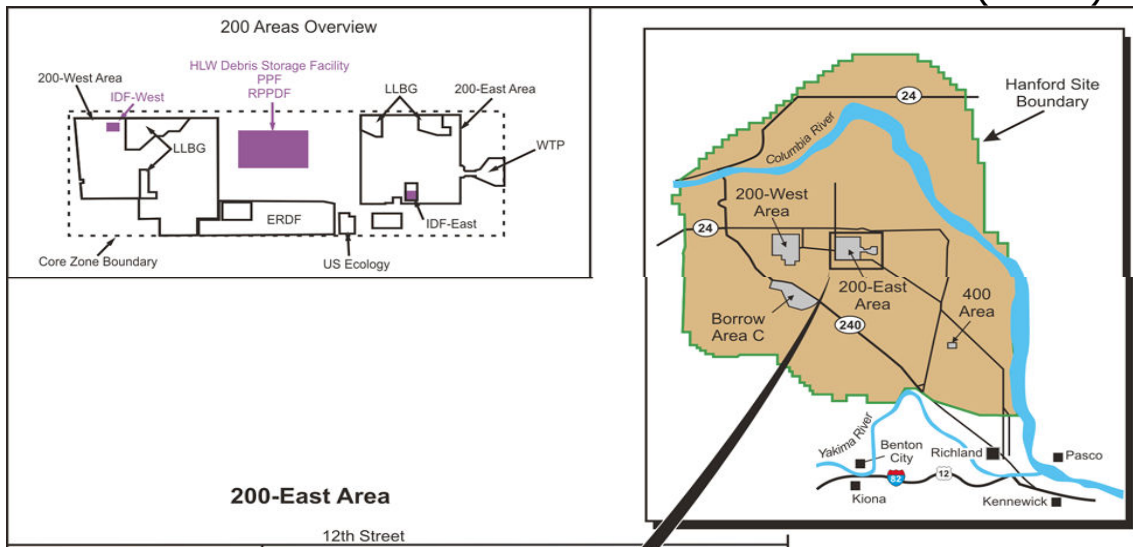 200 Areas Overview
HLW Debris Storage Facility
PPF
RPPDF
200-West Area
IDF-West
LLBG
200-East Area
LLBG
WTP
IDF-East
ERDF
Core Zone Boundary
US Ecology
200-East Area
12th Street
24
Hanford Site
Boundary
Columbia River
200-West
Area
24
200-East
Area
400
Area
Borrow
Area C
240
Yakima River
Benton
City
Richland
Pasco
82
12
Kiona
Kennewick